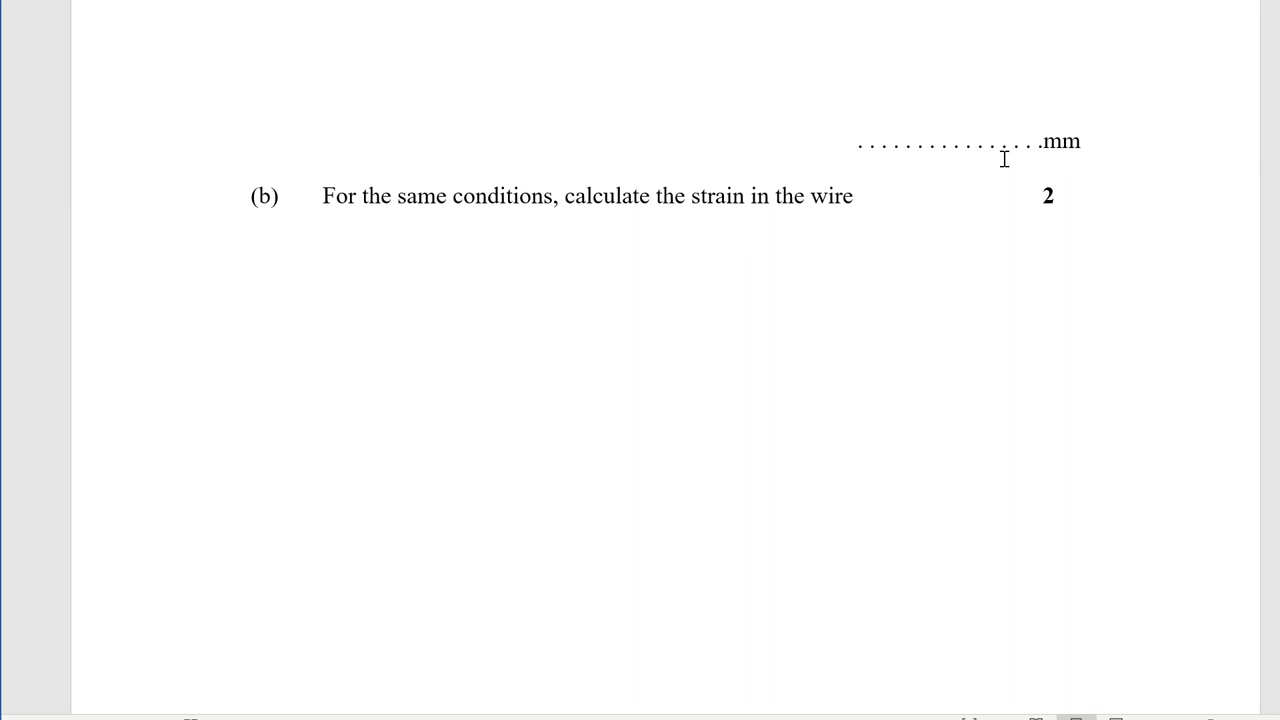 . . . . . . . . . . . . . . . .mm
(b) For the same conditions, calculate the strain in the wire 2